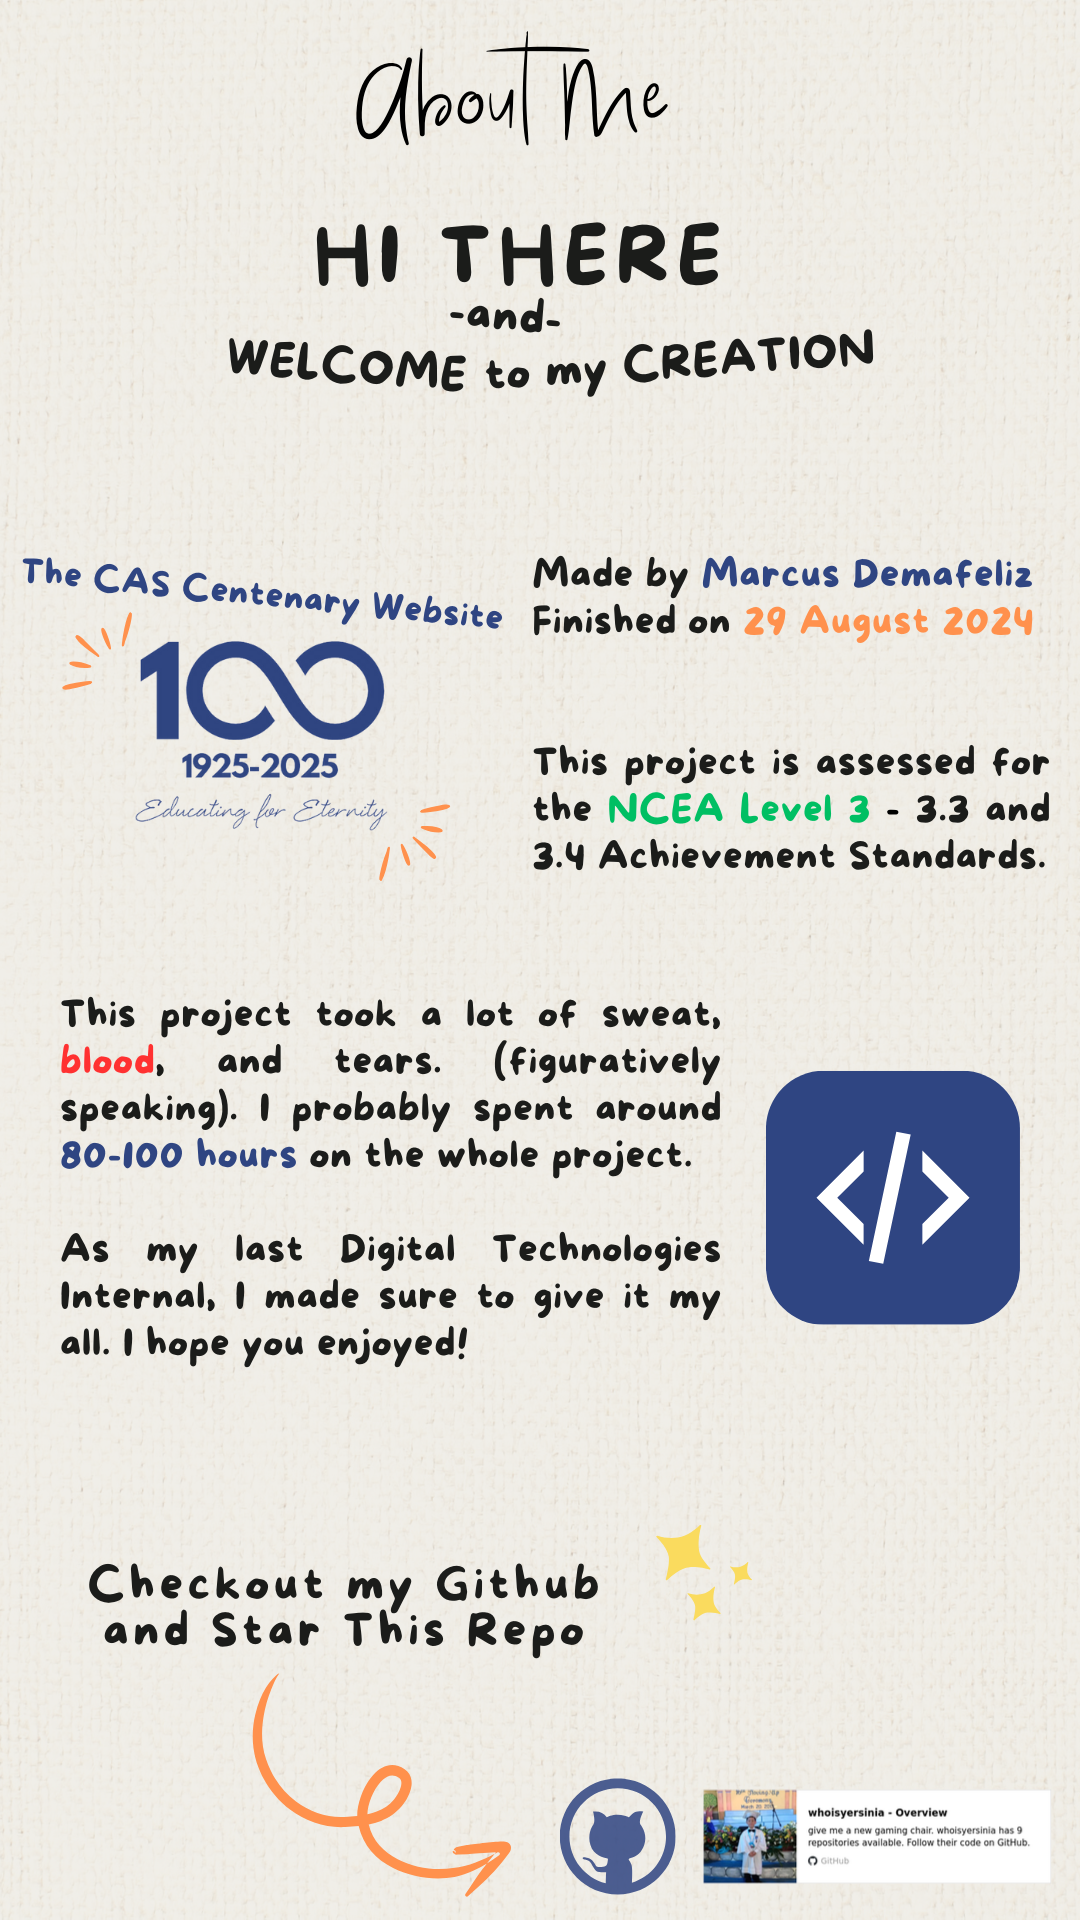 About Me
HI THERE
-and-
WELCOME to my CREATION
The CAS Centenary Website
100
1925-2025
Educating for Eternity
Made by Marcus Demafeliz
Finished on 29 August 2024
This project is assessed for
the NCEA Level 3 - 3.3 and
3.4 Achievement Standards.
This project took a lot of sweat,
blood, and tears. (figuratively
speaking). I probably spent around
80-100 hours on the whole project.
As my last Digital Technologies
Internal, I made sure to give it my
all. I hope you enjoyed!
</>
Checkout my Github
and Star This Repo
whoisyersinia - Overview
give me a new gaming chair. whoisyersinia has 9
repositories available. Follow their code on GitHub.
GitHub